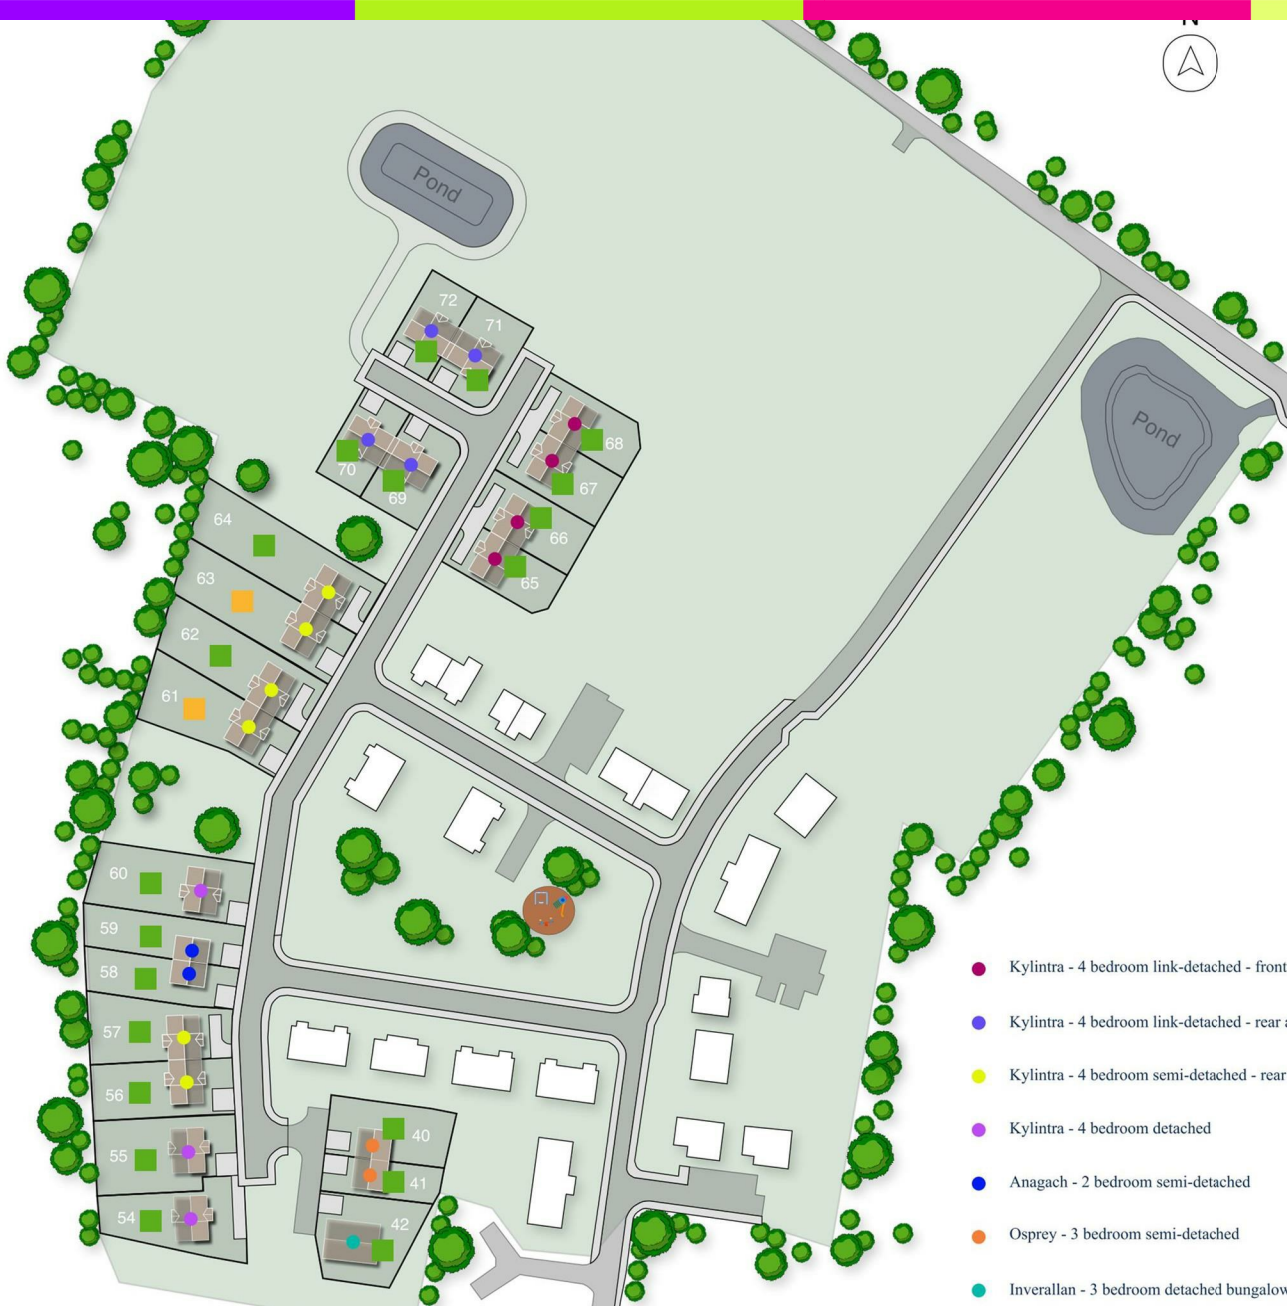 N
Pond
72
71
68
70
69
67
64
66
63
65
62
61
Pond
60
59
58
57
56
55
54
40
41
42
Kylintra - 4 bedroom link-detached - front
Kylintra - 4 bedroom link-detached - rear
Kylintra - 4 bedroom semi-detached - rear
Kylintra - 4 bedroom detached
Anagach - 2 bedroom semi-detached
Osprey - 3 bedroom semi-detached
Inverallan - 3 bedroom detached bungalow